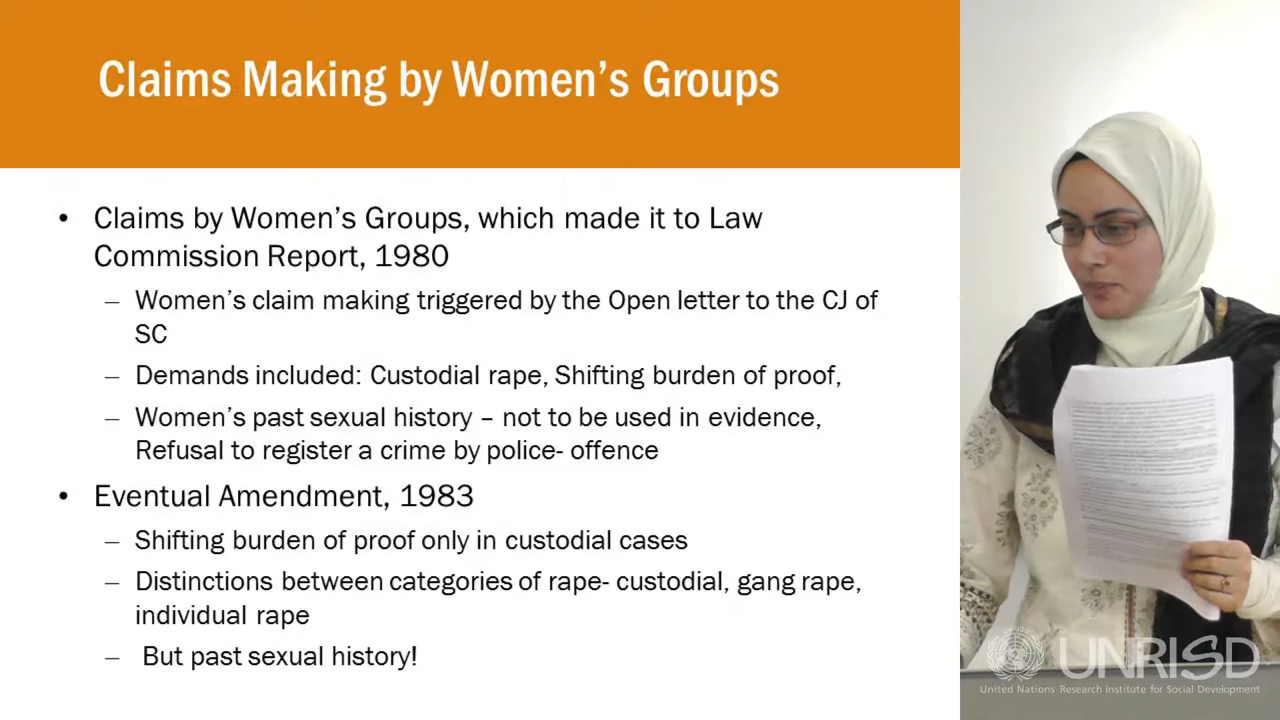 Claims Making by Women's Groups
• Claims by Women's Groups, which made it to Law
Commission Report, 1980
– Women's claim making triggered by the Open letter to the CJ of
SC
– Demands included: Custodial rape, Shifting burden of proof,
– Women's past sexual history – not to be used in evidence,
Refusal to register a crime by police- offence
• Eventual Amendment, 1983
– Shifting burden of proof only in custodial cases
– Distinctions between categories of rape- custodial, gang rape,
individual rape
– But past sexual history!
UNRISD
United Nations Research Institute for Social Development